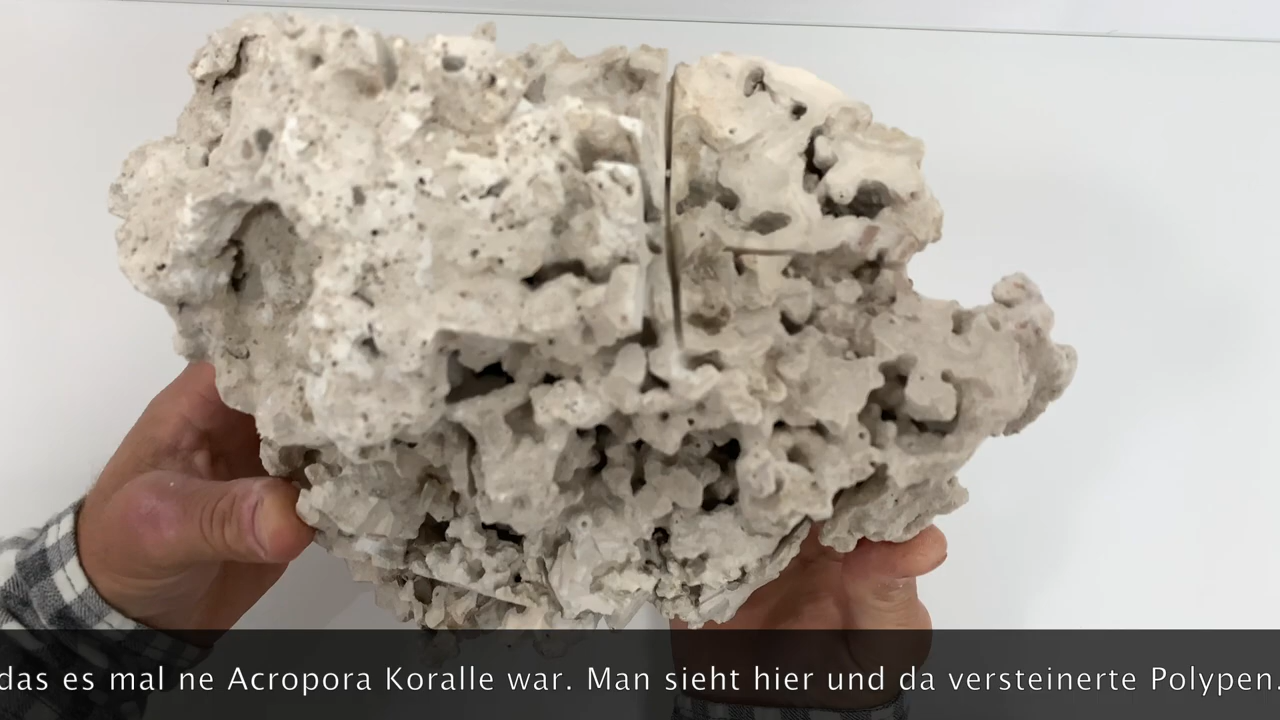 das es mal ne Acropora Koralle war. Man sieht hier und da versteinerte Polypen.